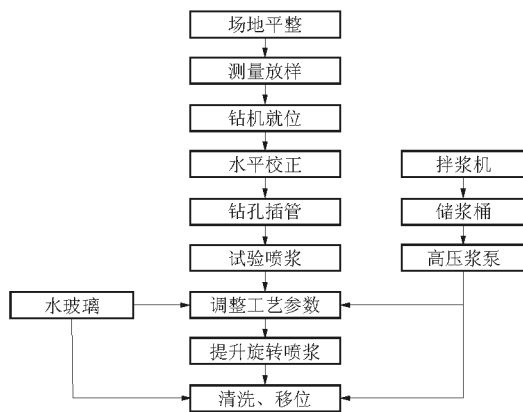 场地平整
测量放样
钻机就位
水平校正
拌浆机
钻孔插管
储浆桶
试验喷浆
高压浆泵
水玻璃
调整工艺参数
提升旋转喷浆
清洗、移位